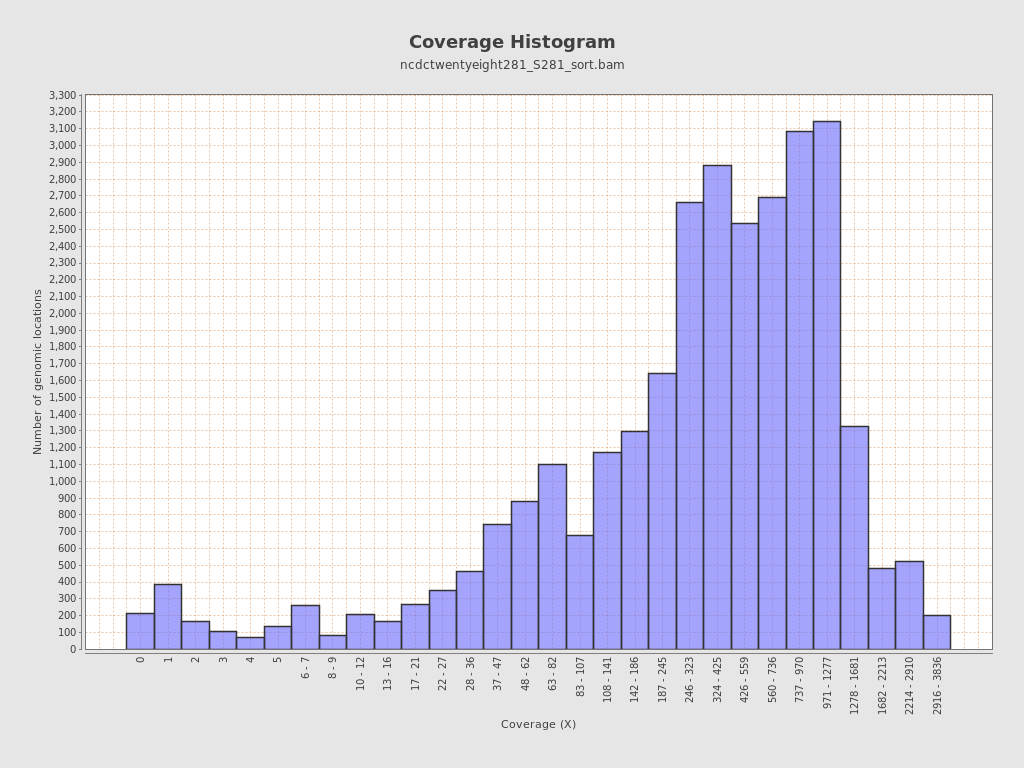 Coverage Histogram
ncdctwentyeight281_S281_sort.bam
3,300
3,200
3,100
3,000
2,900
2,800
2,700
2,600
2,500
2,400
2,300
2,200
2,100
2,000
1,900
1,800
1,700
1,600
1,500
1,400
1,300
1,200
1,100
1,000
900
800
700
600
500
400
300
200
100
0
Number of genomic locations
0
1
2
3
4
5
6 - 7
8 - 9
10 - 12
13 - 16
17 - 21
22 - 27
28 - 36
37 - 47
48 - 62
63 - 82
83 - 107
108 - 141
142 - 186
187 - 245
246 - 323
324 - 425
426 - 559
560 - 736
737 - 970
971 - 1277
1278 - 1681
1682 - 2213
2214 - 2910
2916 - 3836
Coverage (X)